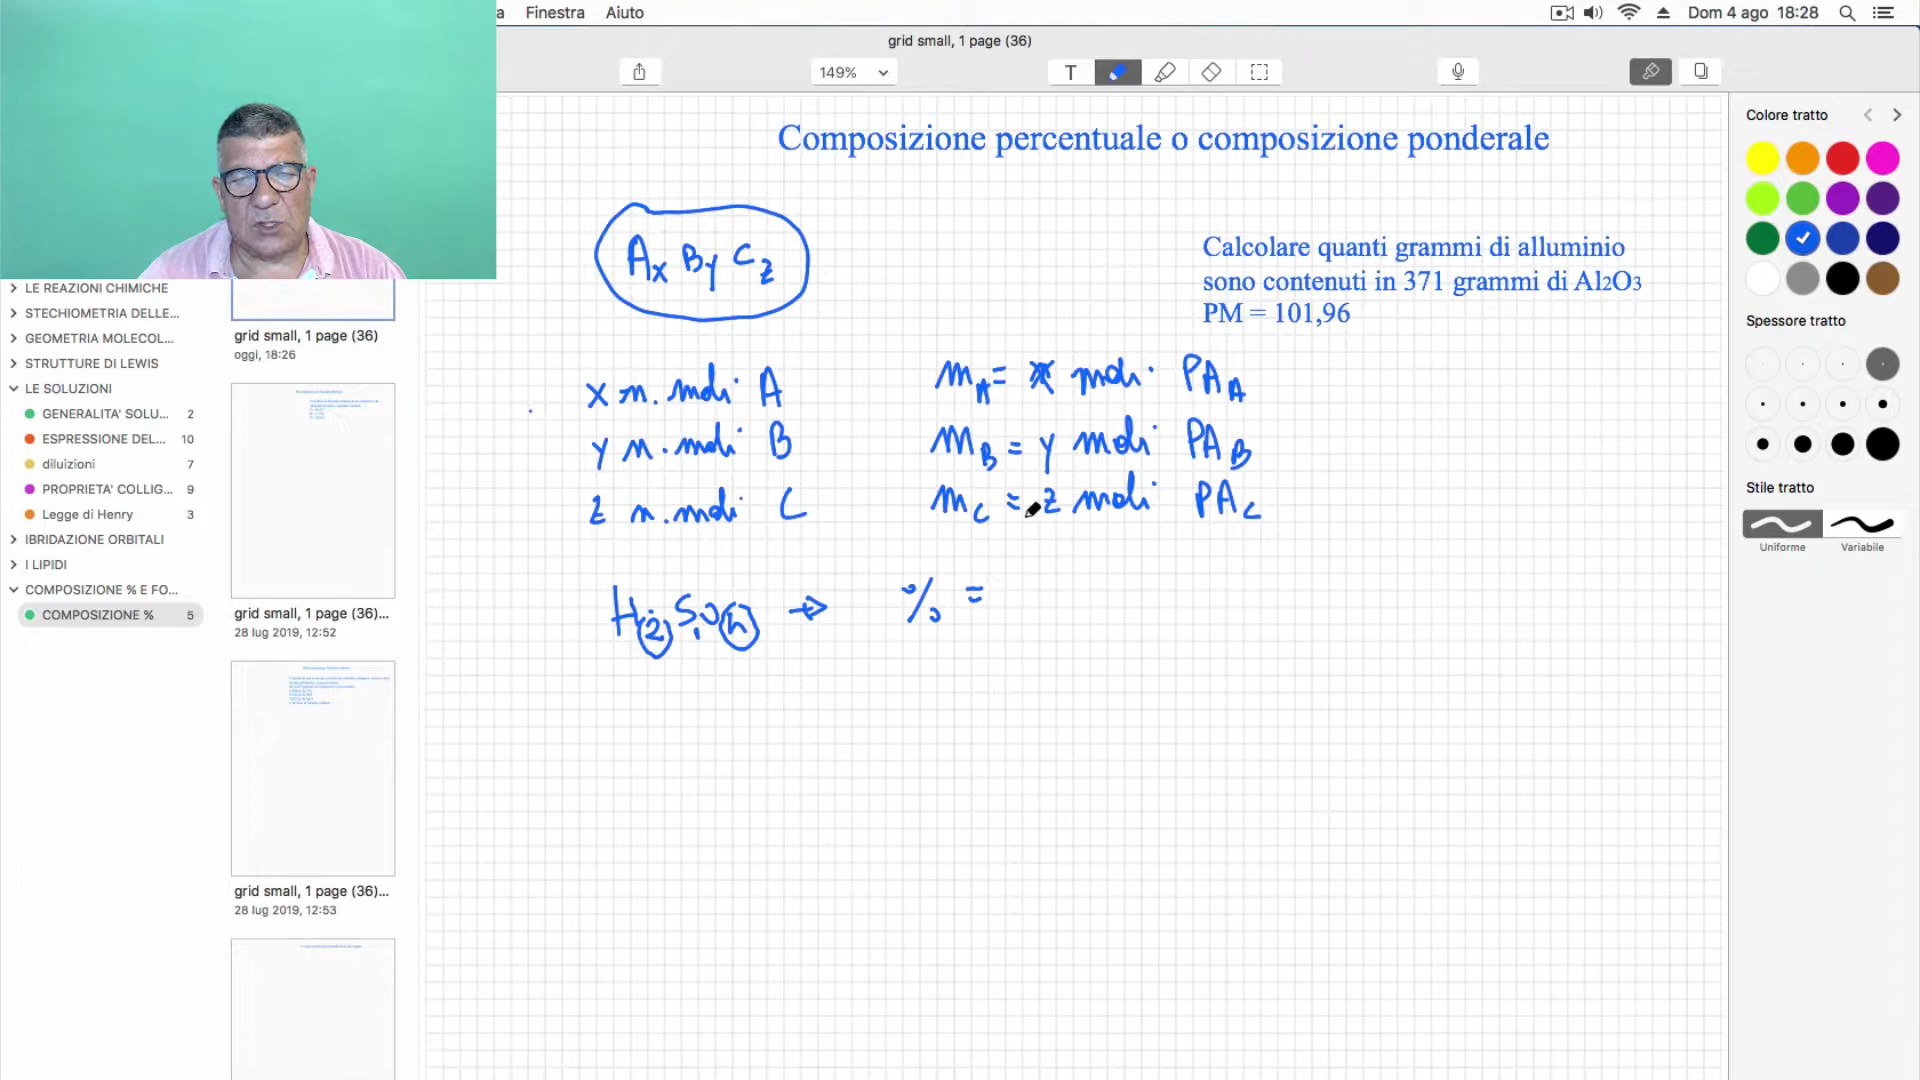 a Finestra Aiuto
Dom 4 ago 18:28
grid small, 1 page (36)
149%
T
Composizione percentuale o composizione ponderale
Ax By Cz
Calcolare quanti grammi di alluminio
sono contenuti in 371 grammi di Al2O3
PM = 101,96
x n. moli A
y n. moli B
z n. moli C
mA = x moli · PAA
mB = y moli PAB
mC = z moli PAC
H2SO4 → % =
LE REAZIONI CHIMICHE
STECHIOMETRIA DELLE...
GEOMETRIA MOLECOL...
STRUTTURE DI LEWIS
LE SOLUZIONI
GENERALITA' SOLU... 2
ESPRESSIONE DEL... 10
diluizioni 7
PROPRIETA' COLLIG... 9
Legge di Henry 3
IBRIDAZIONE ORBITALI
I LIPIDI
COMPOSIZIONE % E FO...
COMPOSIZIONE % 5
grid small, 1 page (36)
oggi, 18:26
grid small, 1 page (36)...
28 lug 2019, 12:52
grid small, 1 page (36)...
28 lug 2019, 12:53
Colore tratto
Spessore tratto
Stile tratto
Uniforme Variabile